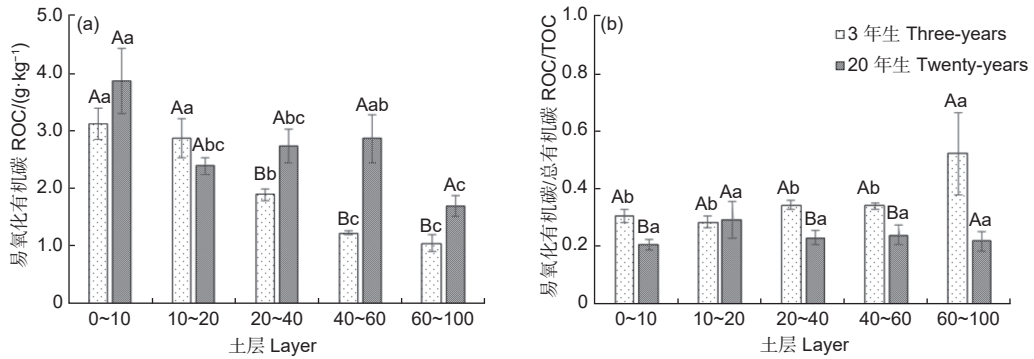 (a)
易氧化有机碳 ROC/(g·kg⁻¹)
5.0
4.0
3.0
2.0
1.0
0
Aa Aa
Aa Abc
Bb Abc
Bc Aab
Bc Ac
0~10 10~20 20~40 40~60 60~100
土层 Layer
(b)
3 年生 Three-years
20 年生 Twenty-years
易氧化有机碳/总有机碳 ROC/TOC
1.0
0.8
0.6
0.4
0.2
0
Ab Ba
Ab Aa
Ab Ba
Ab Ba
Aa Aa
0~10 10~20 20~40 40~60 60~100
土层 Layer